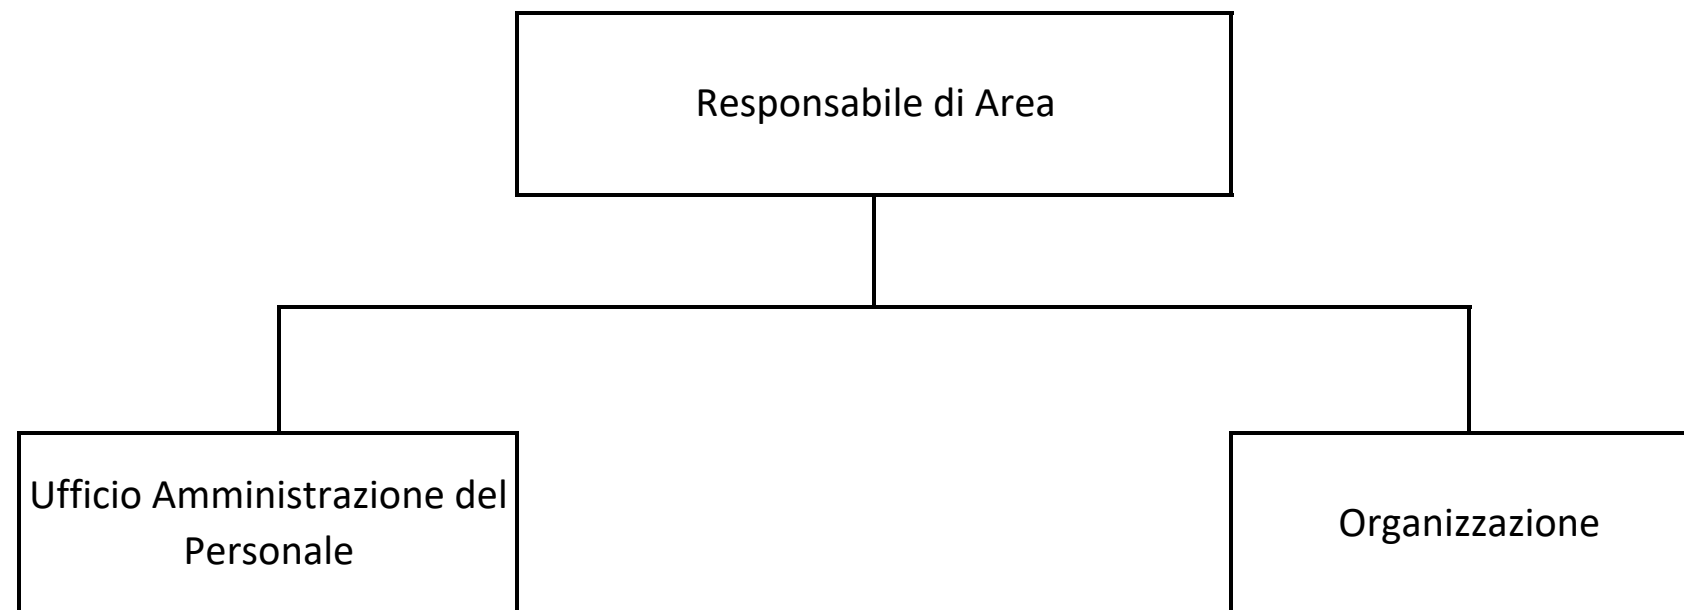 Responsabile di Area
Ufficio Amministrazione del
Personale
Organizzazione